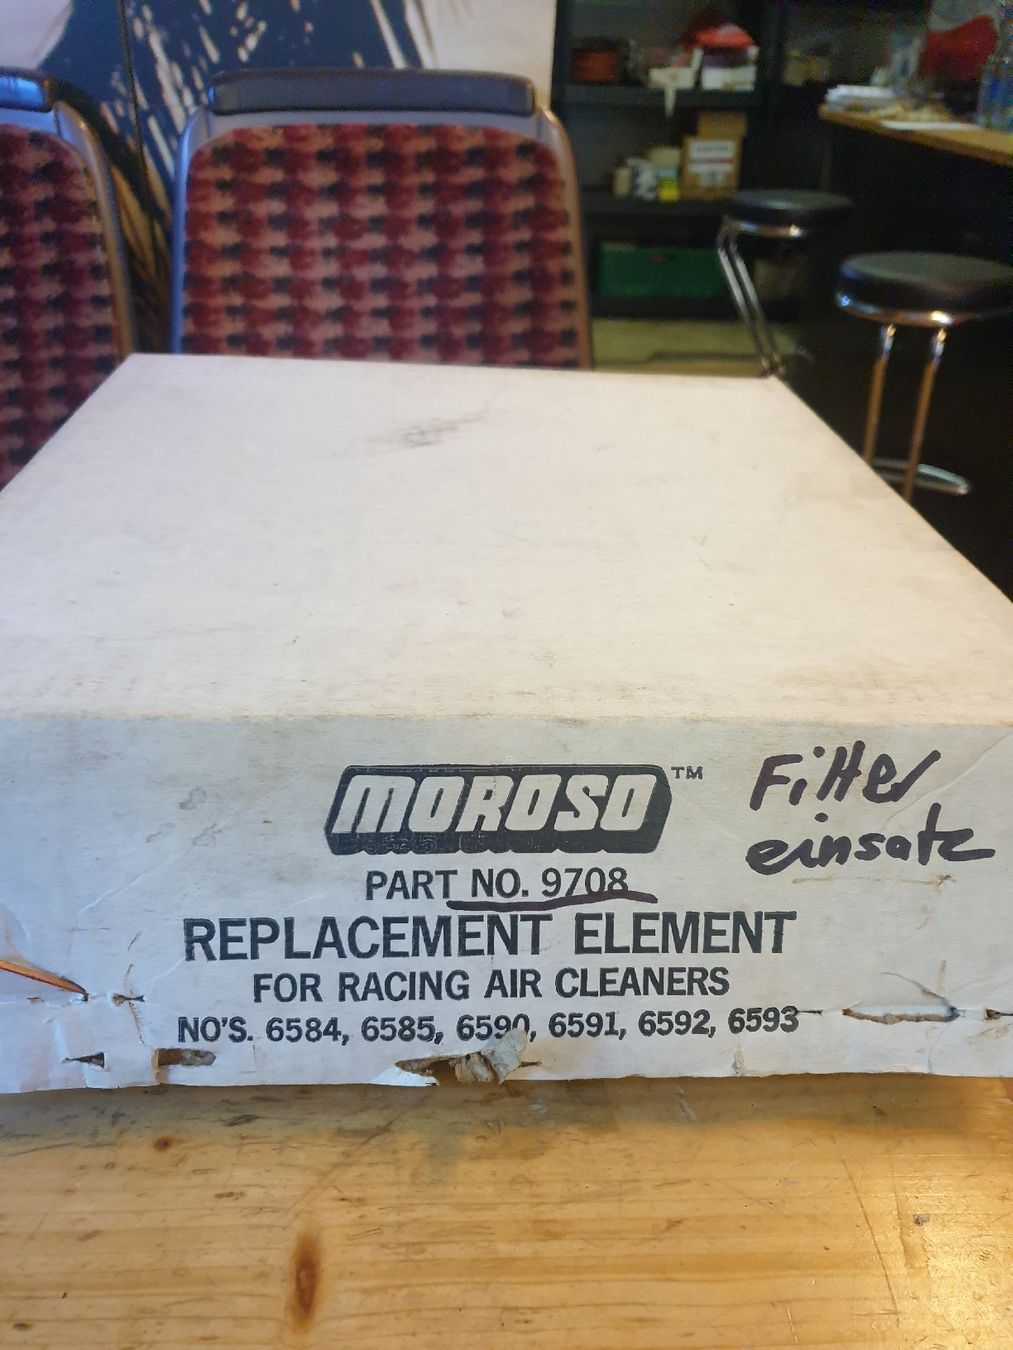 MOROSO™
PART NO. 9708
REPLACEMENT ELEMENT
FOR RACING AIR CLEANERS
NO'S. 6584, 6585, 6590, 6591, 6592, 6593
Filter
einsatz